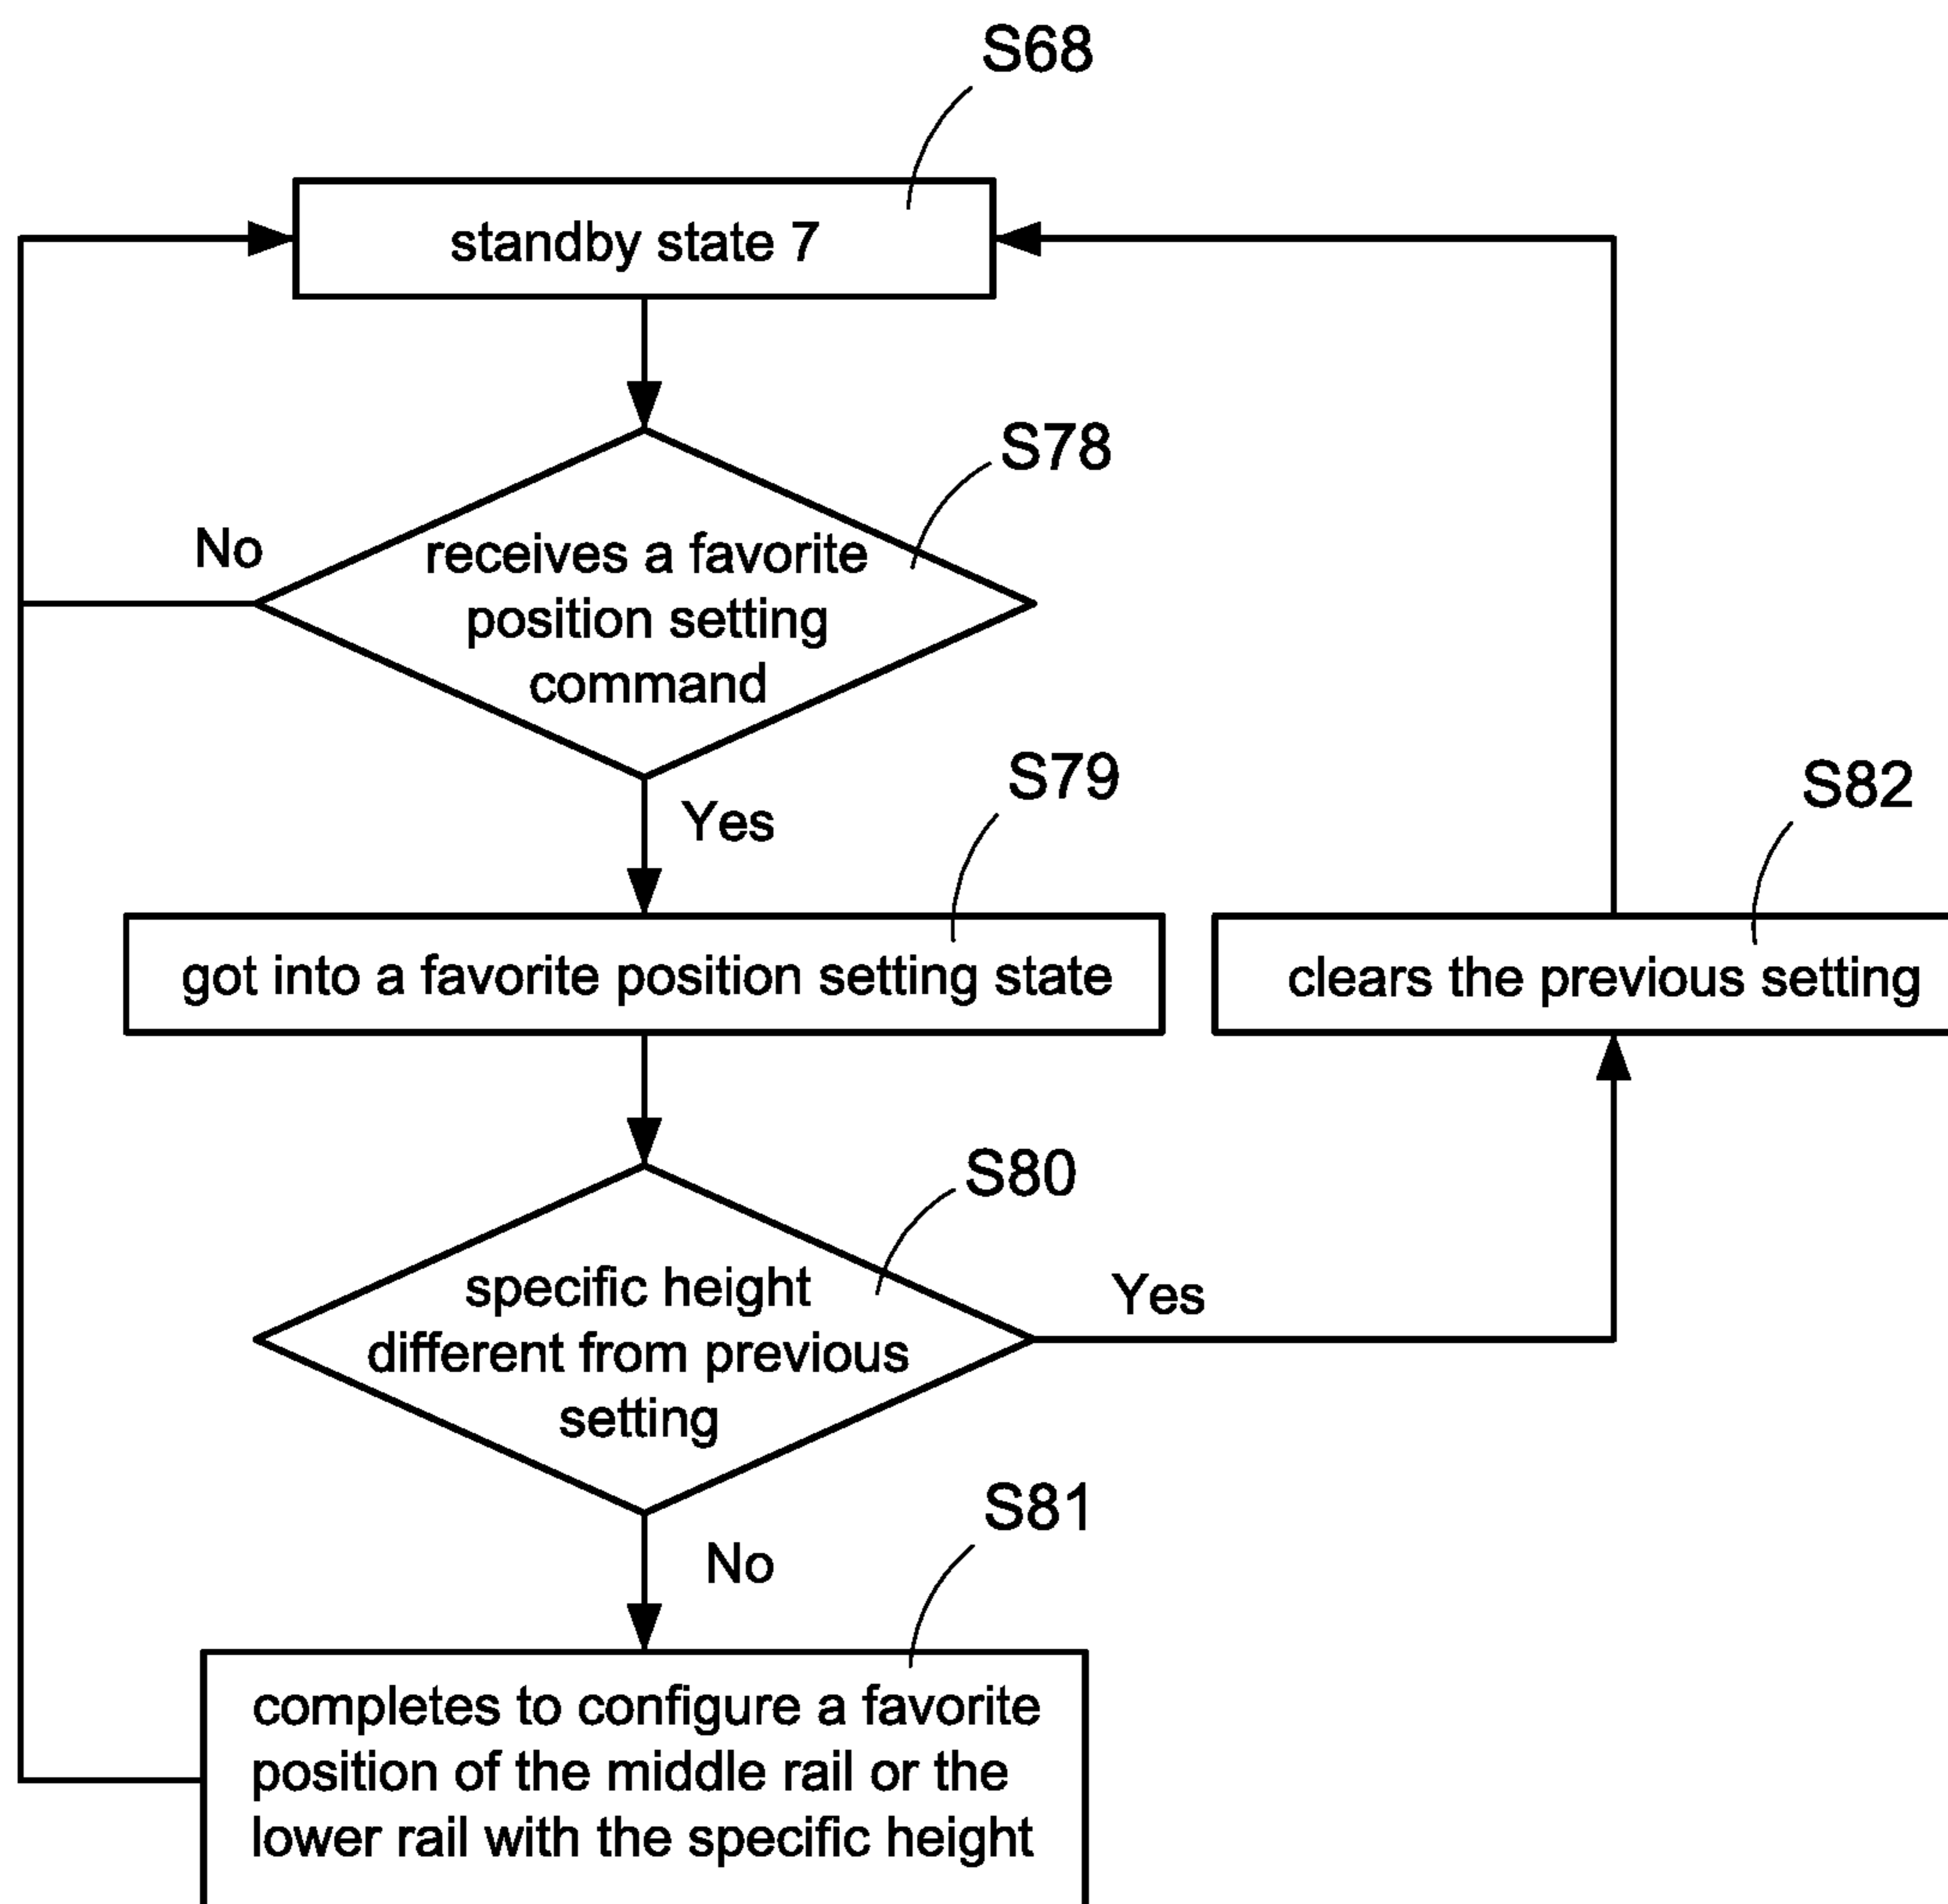 S68
standby state 7
S78
No
receives a favorite
position setting
command
S79
Yes
S82
got into a favorite position setting state
clears the previous setting
S80
specific height
different from previous
setting
Yes
S81
No
completes to configure a favorite
position of the middle rail or the
lower rail with the specific height